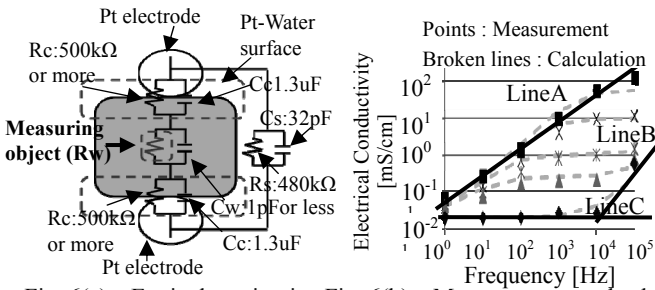 Pt electrode
Pt-Water
surface
Rc:500kΩ
or more
Cc1.3uF
Cs:32pF
Measuring
object (Rw)
Rs:480kΩ
Cw:1pFor less
Rc:500kΩ
or more
Cc:1.3uF
Pt electrode
Points : Measurement
Broken lines : Calculation
Electrical Conductivity
[mS/cm]
10²
10¹
10⁰
10⁻¹
10⁻²
LineA
LineB
LineC
10⁰ 10¹ 10² 10³ 10⁴ 10⁵
Frequency [Hz]